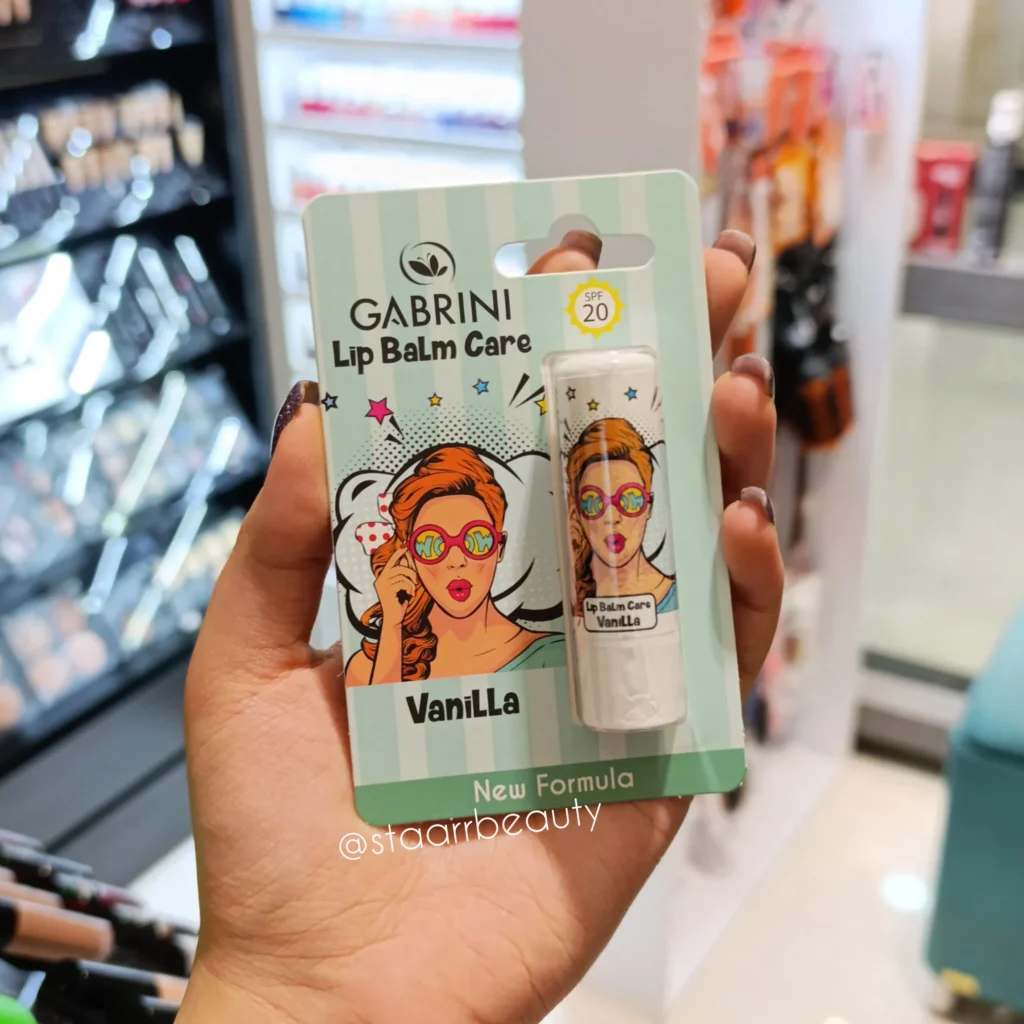 GABRINI
Lip Balm Care
SPF
20
WOW
Lip Balm Care
Vanilla
Vanilla
New Formula
@staarrbeauty